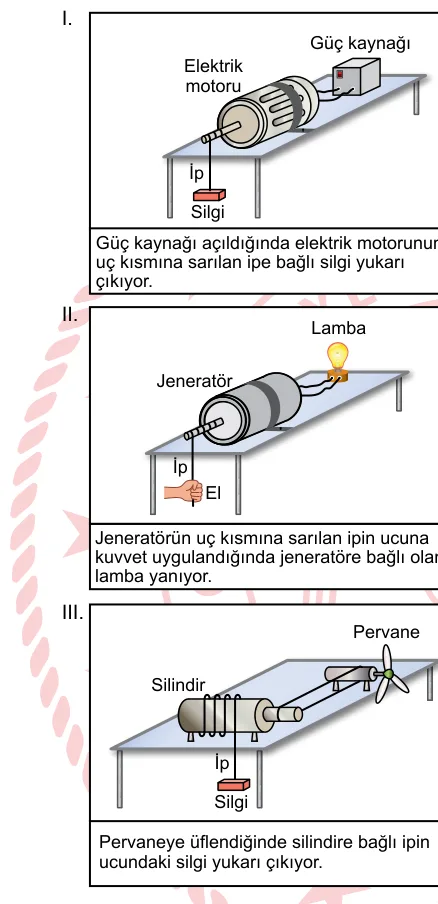 I.
Güç kaynağı
Elektrik
motoru
İp
Silgi
Güç kaynağı açıldığında elektrik motorunun
uç kısmına sarılan ipe bağlı silgi yukarı
çıkıyor.
II.
Lamba
Jeneratör
İp
El
Jeneratörün uç kısmına sarılan ipin ucuna
kuvvet uygulandığında jeneratöre bağlı olan
lamba yanıyor.
III.
Pervane
Silindir
İp
Silgi
Pervaneye üflendiğinde silindire bağlı ipin
ucundaki silgi yukarı çıkıyor.